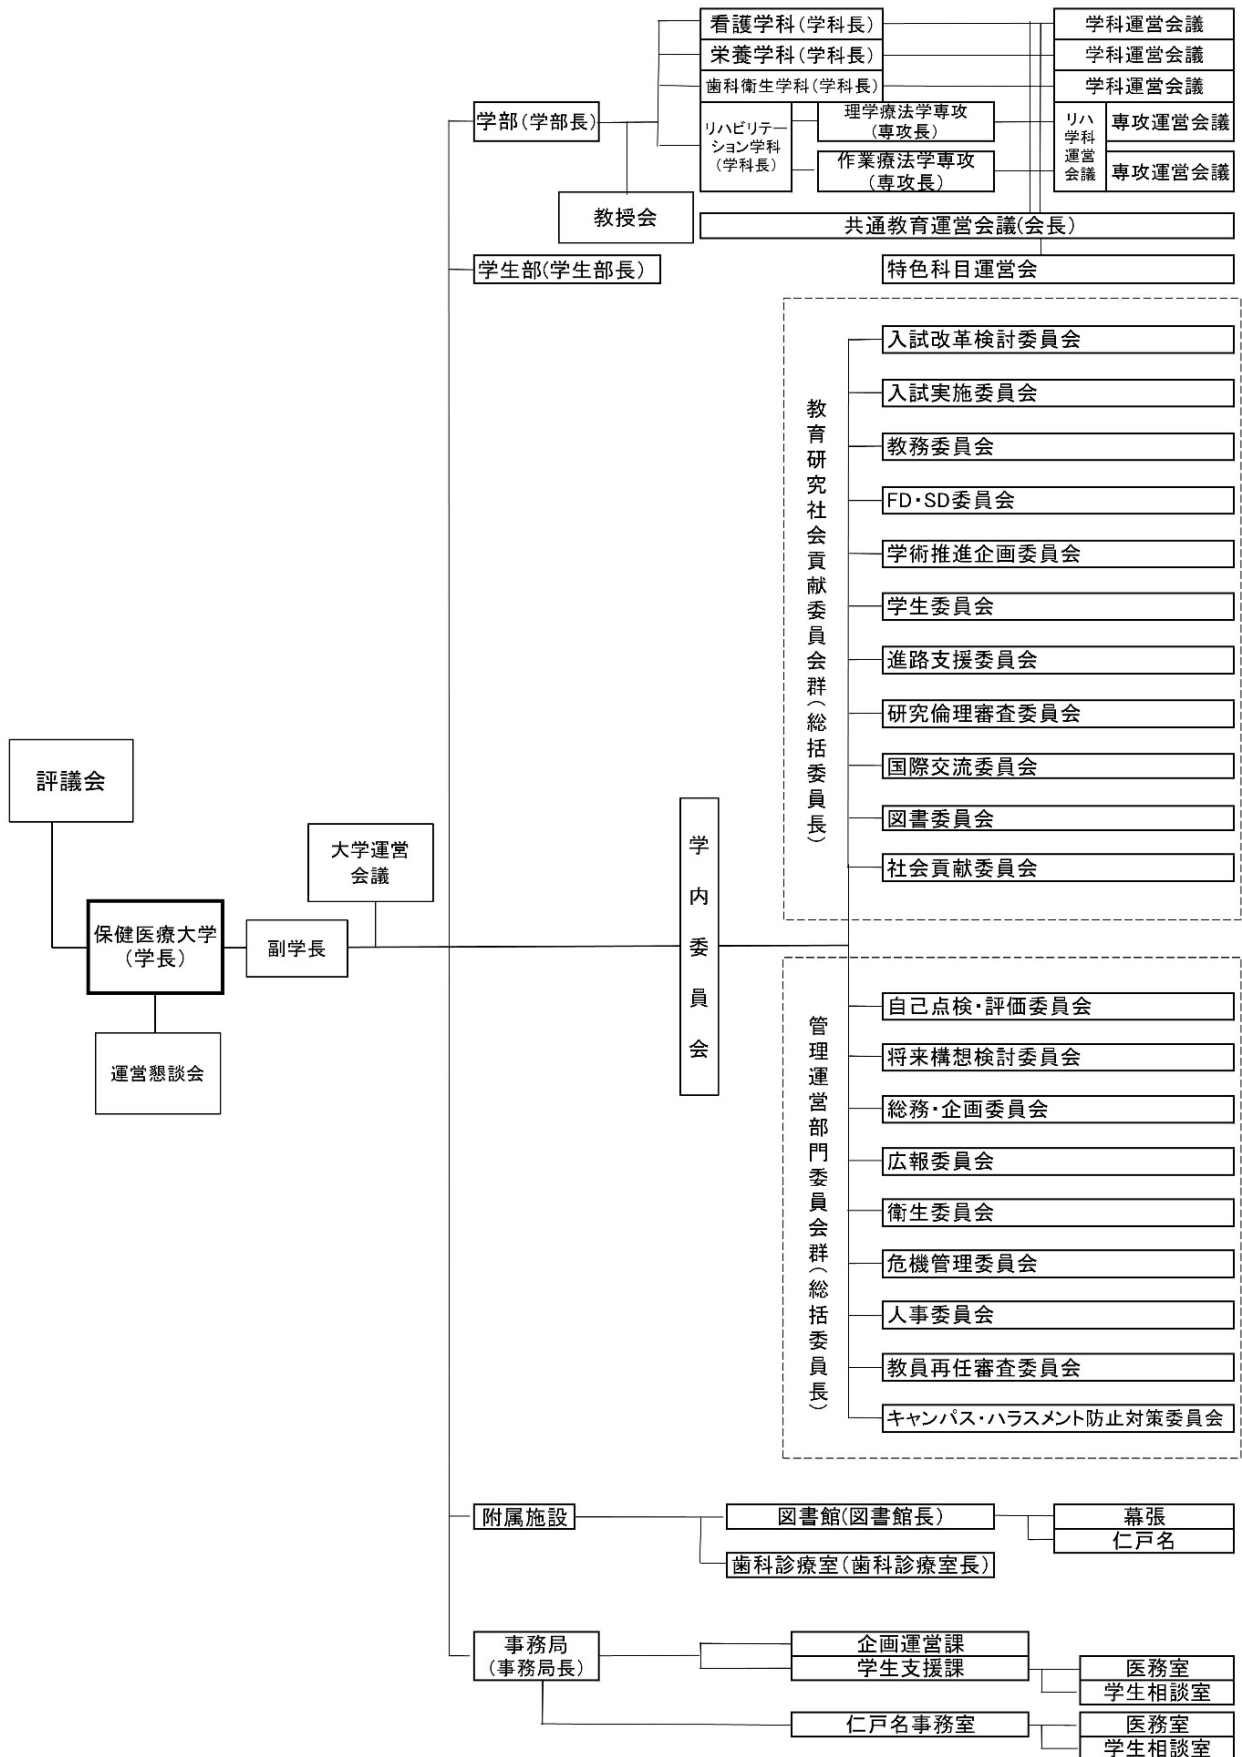 看護学科(学科長)
学科運営会議
栄養学科(学科長)
学科運営会議
歯科衛生学科(学科長)
学科運営会議
学部(学部長)
リハビリテー
ション学科
(学科長)
理学療法学専攻
(専攻長)
リハ
学科
運営
会議
専攻運営会議
作業療法学専攻
(専攻長)
専攻運営会議
教授会
共通教育運営会議(会長)
学生部(学生部長)
特色科目運営会
教育研究社会貢献委員会群(総括委員長)
入試改革検討委員会
入試実施委員会
教務委員会
FD・SD委員会
学術推進企画委員会
学生委員会
進路支援委員会
研究倫理審査委員会
国際交流委員会
図書委員会
社会貢献委員会
評議会
大学運営
会議
保健医療大学
(学長)
副学長
運営懇談会
学内委員会
管理運営部門委員会群(総括委員長)
自己点検・評価委員会
将来構想検討委員会
総務・企画委員会
広報委員会
衛生委員会
危機管理委員会
人事委員会
教員再任審査委員会
キャンパス・ハラスメント防止対策委員会
附属施設
図書館(図書館長)
幕張
仁戸名
歯科診療室(歯科診療室長)
事務局
(事務局長)
企画運営課
学生支援課
医務室
学生相談室
仁戸名事務室
医務室
学生相談室